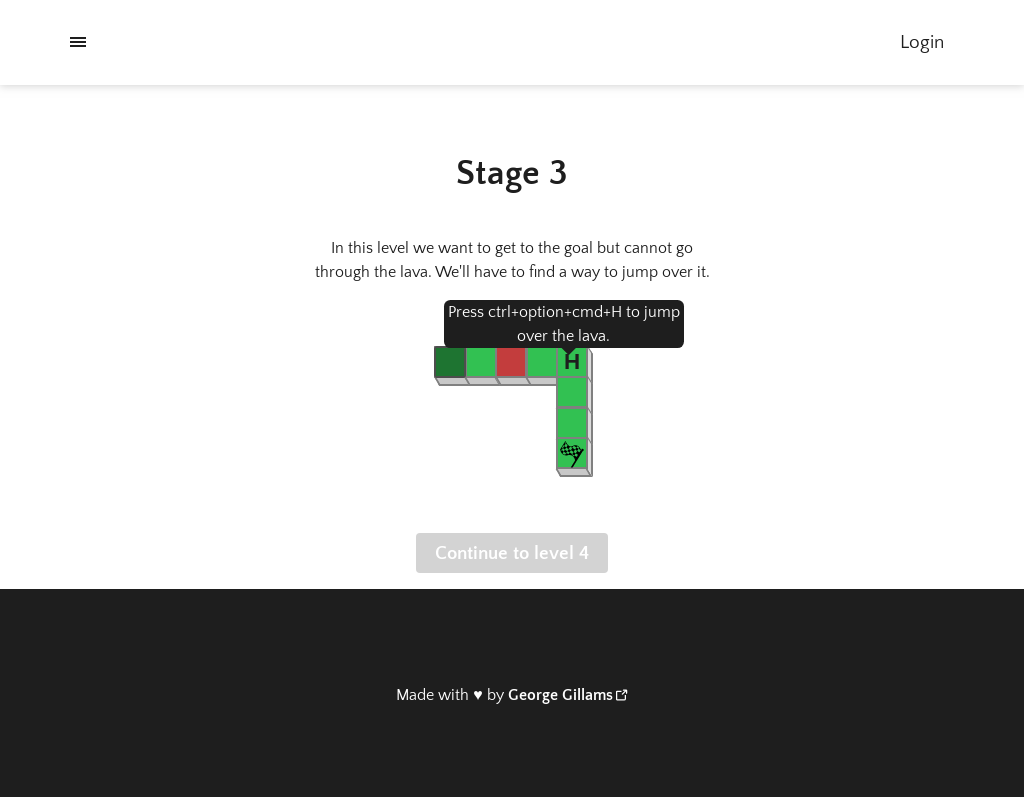 Login
Stage 3
In this level we want to get to the goal but cannot go
through the lava. We'll have to find a way to jump over it.
Press ctrl+option+cmd+H to jump
over the lava.
H
Continue to level 4
Made with ♥ by George Gillams